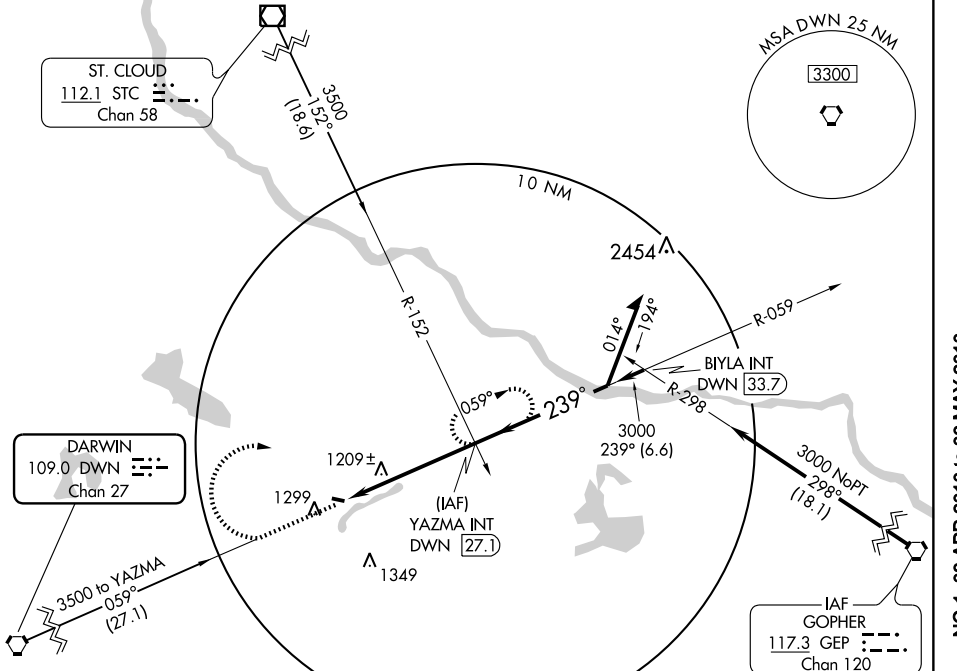 ST. CLOUD
112.1 STC
Chan 58
3500
152°
(18.6)
MSA DWN 25 NM
3300
10 NM
2454
R-152
014°
194°
R-059
BIYLA INT
DWN 33.7
R-298
059°
239°
3000
239° (6.6)
3000 NoPT
298°
(18.1)
DARWIN
109.0 DWN
Chan 27
1209±
1299
(IAF)
YAZMA INT
DWN 27.1
1349
3500 to YAZMA
059°
(27.1)
IAF
GOPHER
117.3 GEP
Chan 120